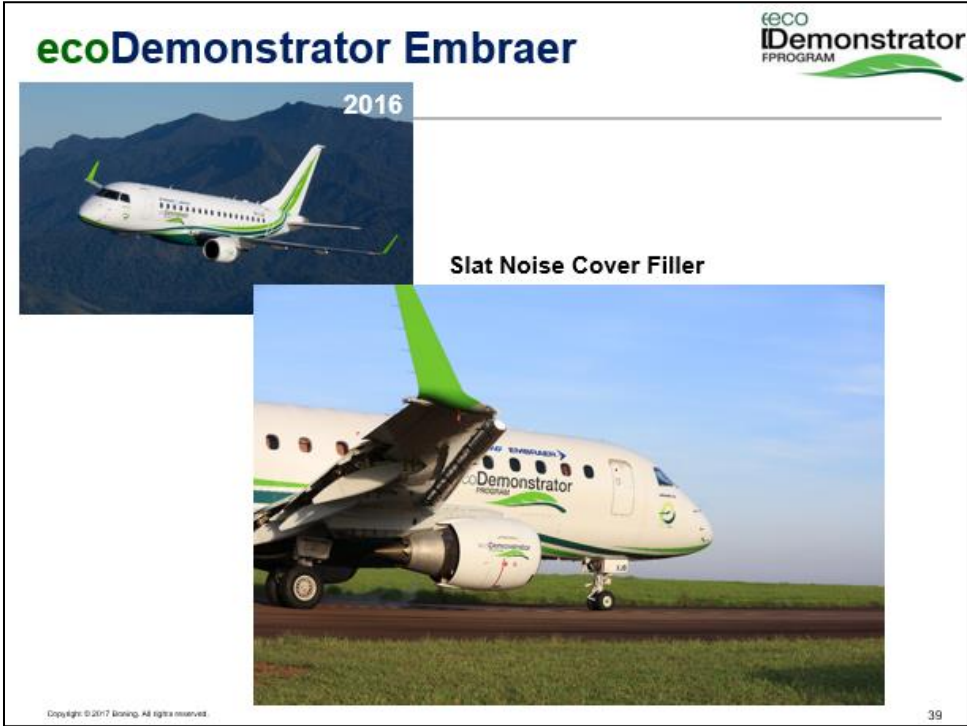 ecoDemonstrator Embraer
eco
Demonstrator
PROGRAM
2016
Slat Noise Cover Filler
EMBRAER
ecoDemonstrator
PROGRAM
ecoDemonstrator
Copyright © 2017 Boeing. All rights reserved.
39